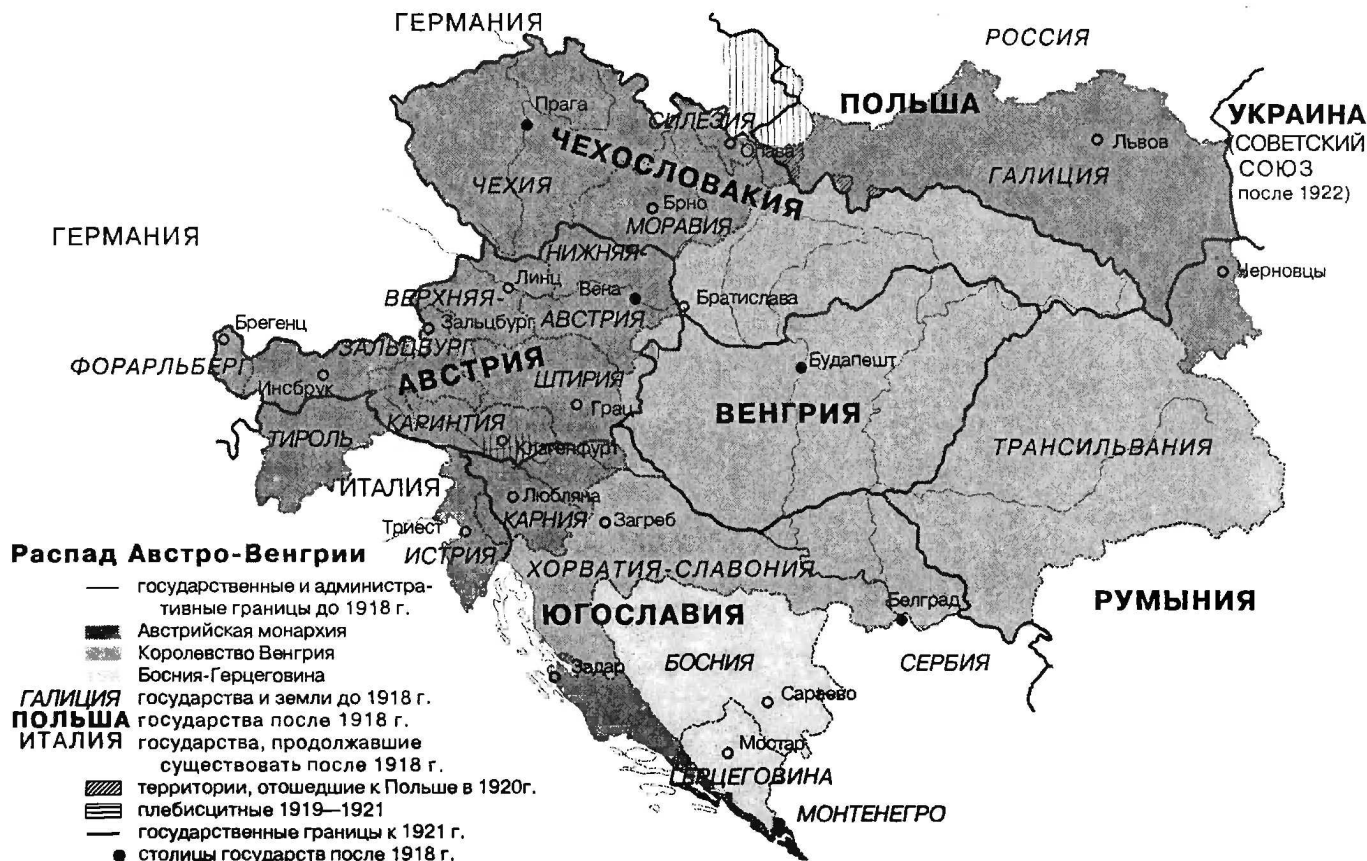 ГЕРМАНИЯ
РОССИЯ
ПОЛЬША
УКРАИНА
(СОВЕТСКИЙ
СОЮЗ
после 1922)
Прага
СИЛЕЗИЯ
Опава
Львов
ЧЕХОСЛОВАКИЯ
ГАЛИЦИЯ
ЧЕХИЯ
Брно
МОРАВИЯ
ГЕРМАНИЯ
НИЖНЯЯ-
Черновцы
Линц
Вена
ВЕРХНЯЯ-
Братислава
АВСТРИЯ
Брегенц
Зальцбург
ЗАЛЬЦБУРГ
ФОРАРЛЬБЕРГ
Будапешт
АВСТРИЯ
Инсбрук
ШТИРИЯ
ВЕНГРИЯ
Грац
КАРИНТИЯ
ТИРОЛЬ
Клагенфурт
ТРАНСИЛЬВАНИЯ
ИТАЛИЯ
Любляна
КАРНИЯ
Загреб
Триест
ИСТРИЯ
ХОРВАТИЯ-СЛАВОНИЯ
Белград
ЮГОСЛАВИЯ
РУМЫНИЯ
БОСНИЯ
СЕРБИЯ
Задар
Сараево
Мостар
ГЕРЦЕГОВИНА
МОНТЕНЕГРО
Распад Австро-Венгрии
государственные и администра-
тивные границы до 1918 г.
Австрийская монархия
Королевство Венгрия
Босния-Герцеговина
ГАЛИЦИЯ государства и земли до 1918 г.
ПОЛЬША государства после 1918 г.
ИТАЛИЯ государства, продолжавшие
существовать после 1918 г.
территории, отошедшие к Польше в 1920г.
плебисцитные 1919—1921
государственные границы к 1921 г.
столицы государств после 1918 г.